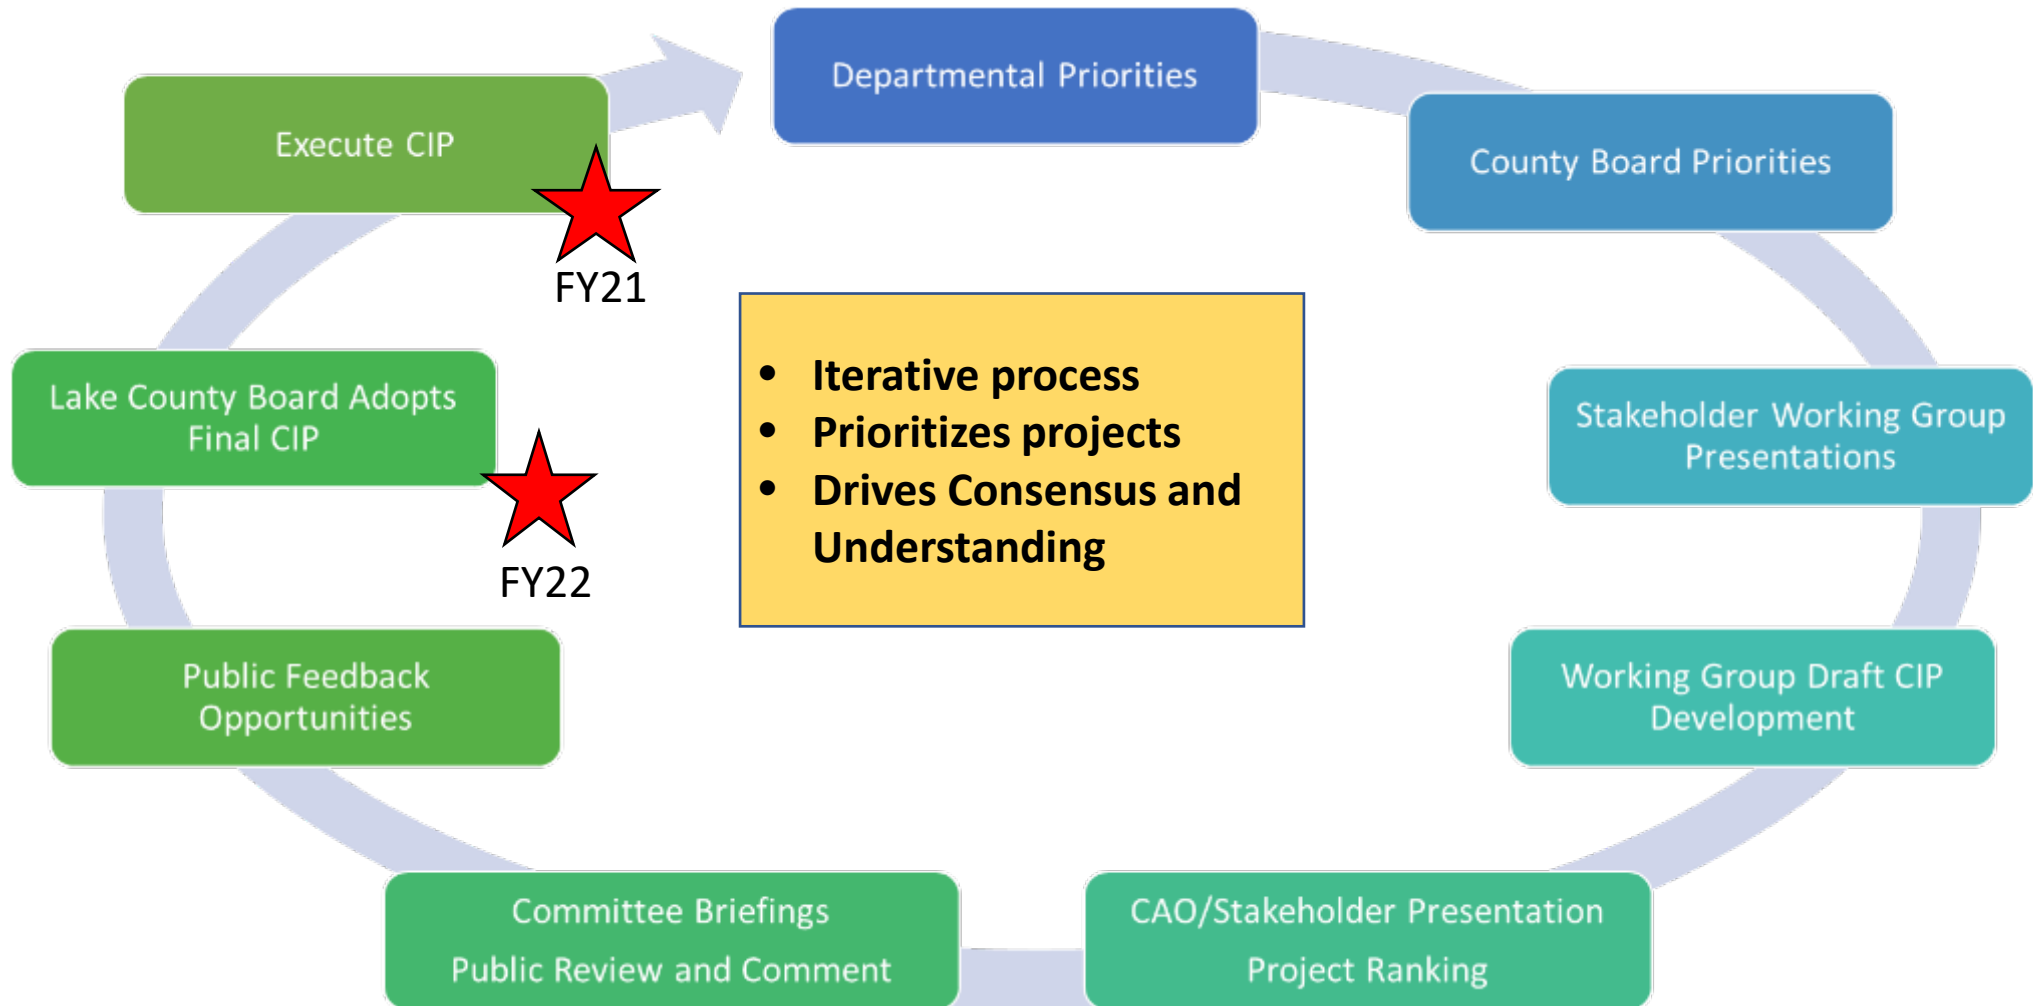 Departmental Priorities
County Board Priorities
Stakeholder Working Group
Presentations
Working Group Draft CIP
Development
CAO/Stakeholder Presentation
Project Ranking
Committee Briefings
Public Review and Comment
Public Feedback
Opportunities
Lake County Board Adopts
Final CIP
FY22
Execute CIP
FY21
• Iterative process
• Prioritizes projects
• Drives Consensus and
Understanding